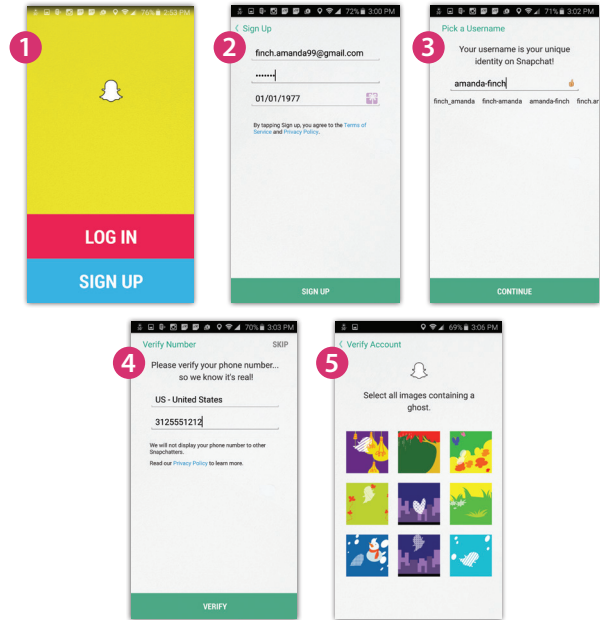 76% 2:53 PM
1
LOG IN
SIGN UP
72% 3:00 PM
Sign Up
2
finch.amanda99@gmail.com
•••••••
01/01/1977
By tapping Sign up, you agree to the Terms of
Service and Privacy Policy.
SIGN UP
71% 3:02 PM
Pick a Username
3
Your username is your unique
identity on Snapchat!
amanda-finch
finch_amanda finch-amanda amanda-finch finch.ar
CONTINUE
70% 3:03 PM
Verify Number SKIP
4
Please verify your phone number...
so we know it's real!
US - United States
3125551212
We will not display your phone number to other
Snapchatters.
Read our Privacy Policy to learn more.
VERIFY
69% 3:06 PM
Verify Account
5
Select all images containing a
ghost.